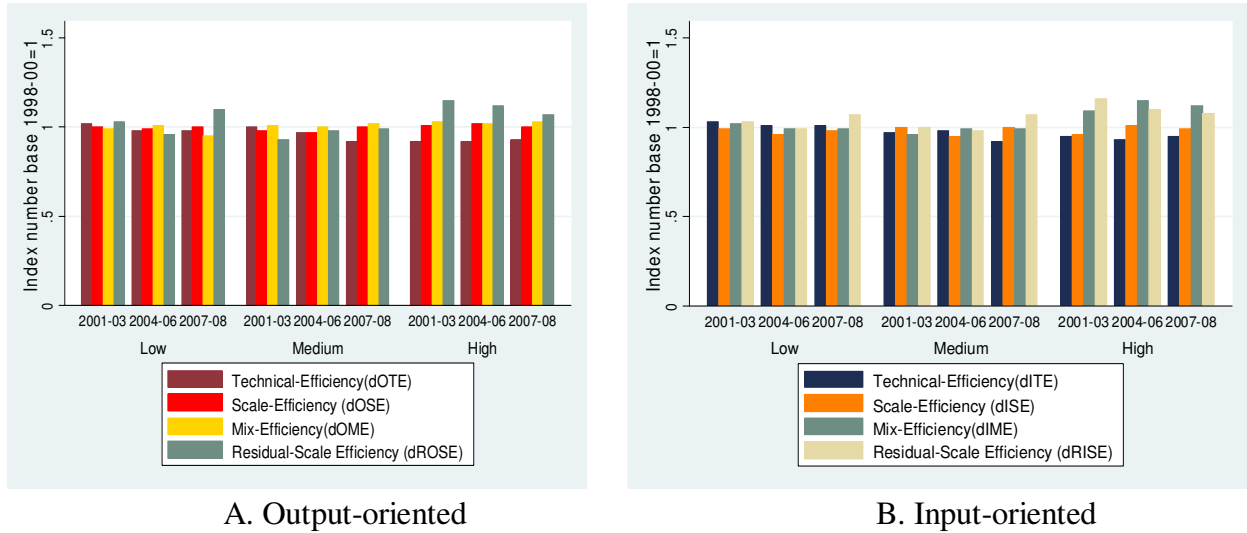 Index number base 1998-00=1
1.5
1
.5
0
2001-03 2004-06 2007-08 2001-03 2004-06 2007-08 2001-03 2004-06 2007-08
Low Medium High
Technical-Efficiency(dOTE)
Scale-Efficiency (dOSE)
Mix-Efficiency(dOME)
Residual-Scale Efficiency (dROSE)
A. Output-oriented
Index number base 1998-00=1
1.5
1
.5
0
2001-03 2004-06 2007-08 2001-03 2004-06 2007-08 2001-03 2004-06 2007-08
Low Medium High
Technical-Efficiency(dITE)
Scale-Efficiency (dISE)
Mix-Efficiency(dIME)
Residual-Scale Efficiency (dRISE)
B. Input-oriented